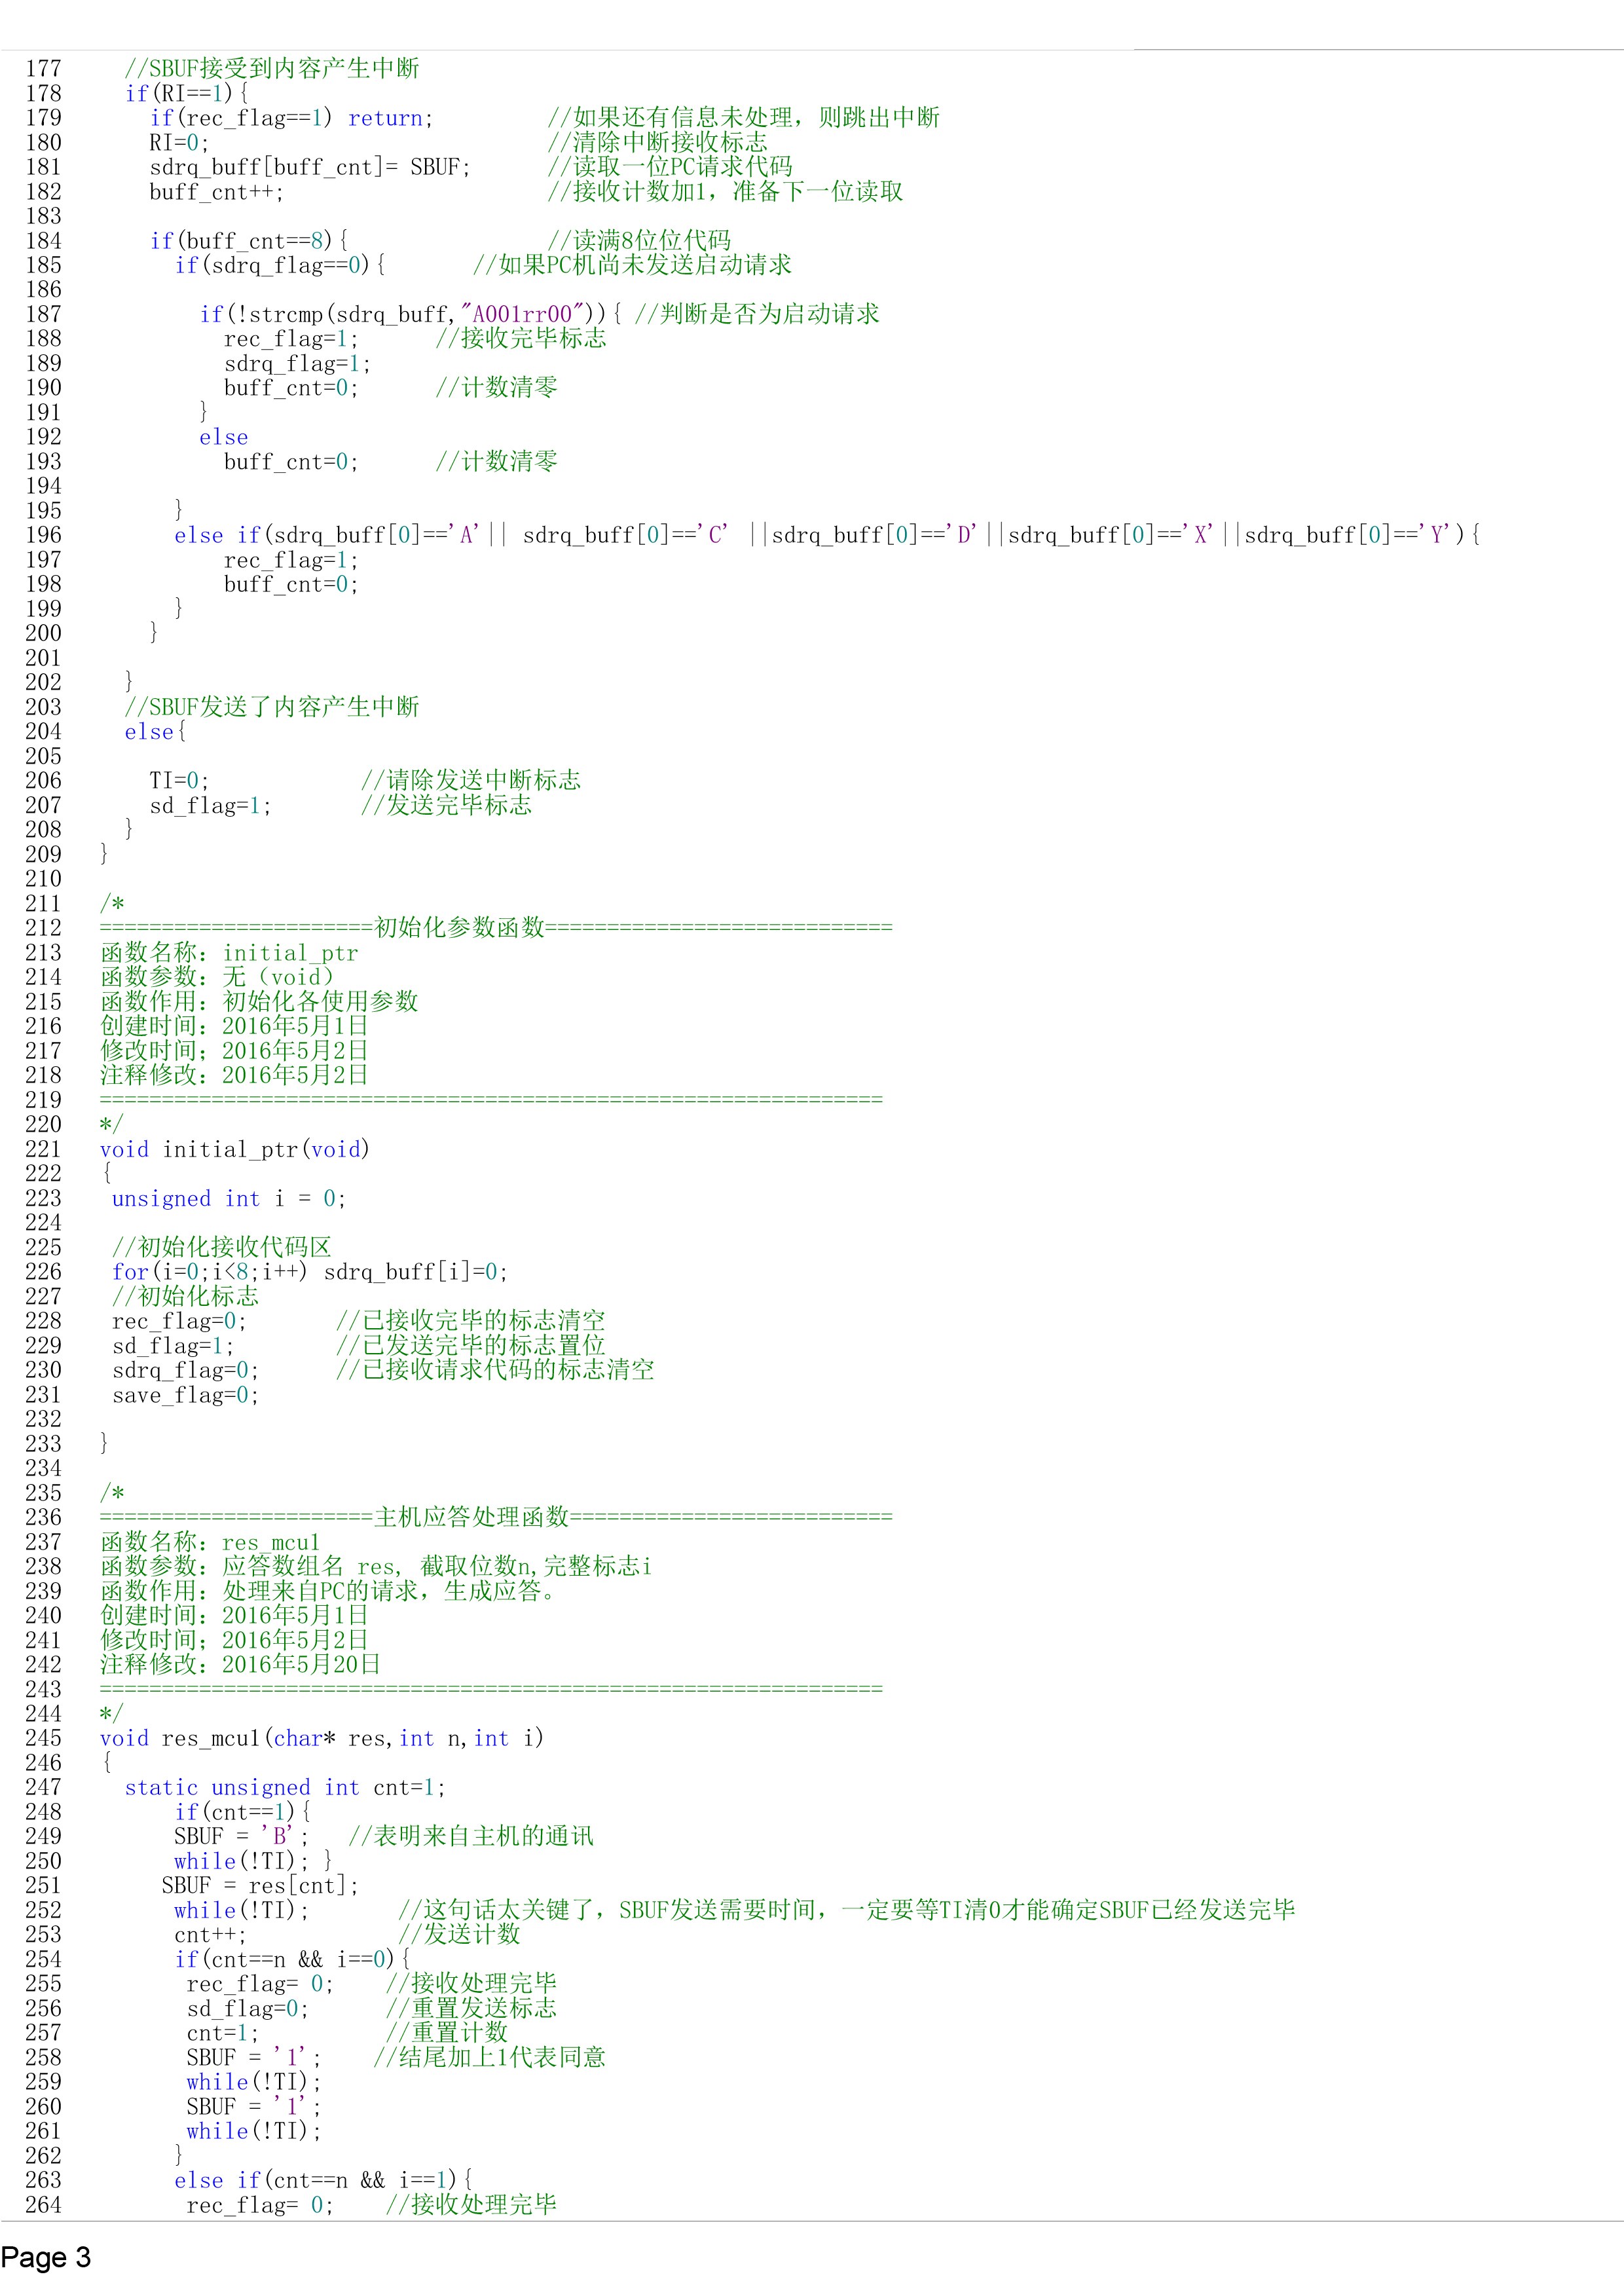 177 //SBUF接受到内容产生中断
178 if(RI==1){
179 if(rec_flag==1) return; //如果还有信息未处理，则跳出中断
180 RI=0; //清除中断接收标志
181 sdrq_buff[buff_cnt]= SBUF; //读取一位PC请求代码
182 buff_cnt++; //接收计数加1，准备下一位读取
183
184 if(buff_cnt==8){ //读满8位位代码
185 if(sdrq_flag==0){ //如果PC机尚未发送启动请求
186
187 if(!strcmp(sdrq_buff,"A001rr00")){ //判断是否为启动请求
188 rec_flag=1; //接收完毕标志
189 sdrq_flag=1;
190 buff_cnt=0; //计数清零
191 }
192 else
193 buff_cnt=0; //计数清零
194
195 }
196 else if(sdrq_buff[0]=='A'|| sdrq_buff[0]=='C' ||sdrq_buff[0]=='D'||sdrq_buff[0]=='X'||sdrq_buff[0]=='Y'){
197 rec_flag=1;
198 buff_cnt=0;
199 }
200 }
201
202 }
203 //SBUF发送了内容产生中断
204 else{
205
206 TI=0; //请除发送中断标志
207 sd_flag=1; //发送完毕标志
208 }
209 }
210
211 /*
212 ======================初始化参数函数============================
213 函数名称：initial_ptr
214 函数参数：无（void）
215 函数作用：初始化各使用参数
216 创建时间：2016年5月1日
217 修改时间；2016年5月2日
218 注释修改：2016年5月2日
219 ===============================================================
220 */
221 void initial_ptr(void)
222 {
223 unsigned int i = 0;
224
225 //初始化接收代码区
226 for(i=0;i<8;i++) sdrq_buff[i]=0;
227 //初始化标志
228 rec_flag=0; //已接收完毕的标志清空
229 sd_flag=1; //已发送完毕的标志置位
230 sdrq_flag=0; //已接收请求代码的标志清空
231 save_flag=0;
232
233 }
234
235 /*
236 ======================主机应答处理函数==========================
237 函数名称：res_mcu1
238 函数参数：应答数组名 res, 截取位数n,完整标志i
239 函数作用：处理来自PC的请求，生成应答。
240 创建时间：2016年5月1日
241 修改时间；2016年5月2日
242 注释修改：2016年5月20日
243 ===============================================================
244 */
245 void res_mcu1(char* res,int n,int i)
246 {
247 static unsigned int cnt=1;
248 if(cnt==1){
249 SBUF = 'B'; //表明来自主机的通讯
250 while(!TI); }
251 SBUF = res[cnt];
252 while(!TI); //这句话太关键了，SBUF发送需要时间，一定要等TI清0才能确定SBUF已经发送完毕
253 cnt++; //发送计数
254 if(cnt==n && i==0){
255 rec_flag= 0; //接收处理完毕
256 sd_flag=0; //重置发送标志
257 cnt=1; //重置计数
258 SBUF = '1'; //结尾加上1代表同意
259 while(!TI);
260 SBUF = '1';
261 while(!TI);
262 }
263 else if(cnt==n && i==1){
264 rec_flag= 0; //接收处理完毕
Page 3